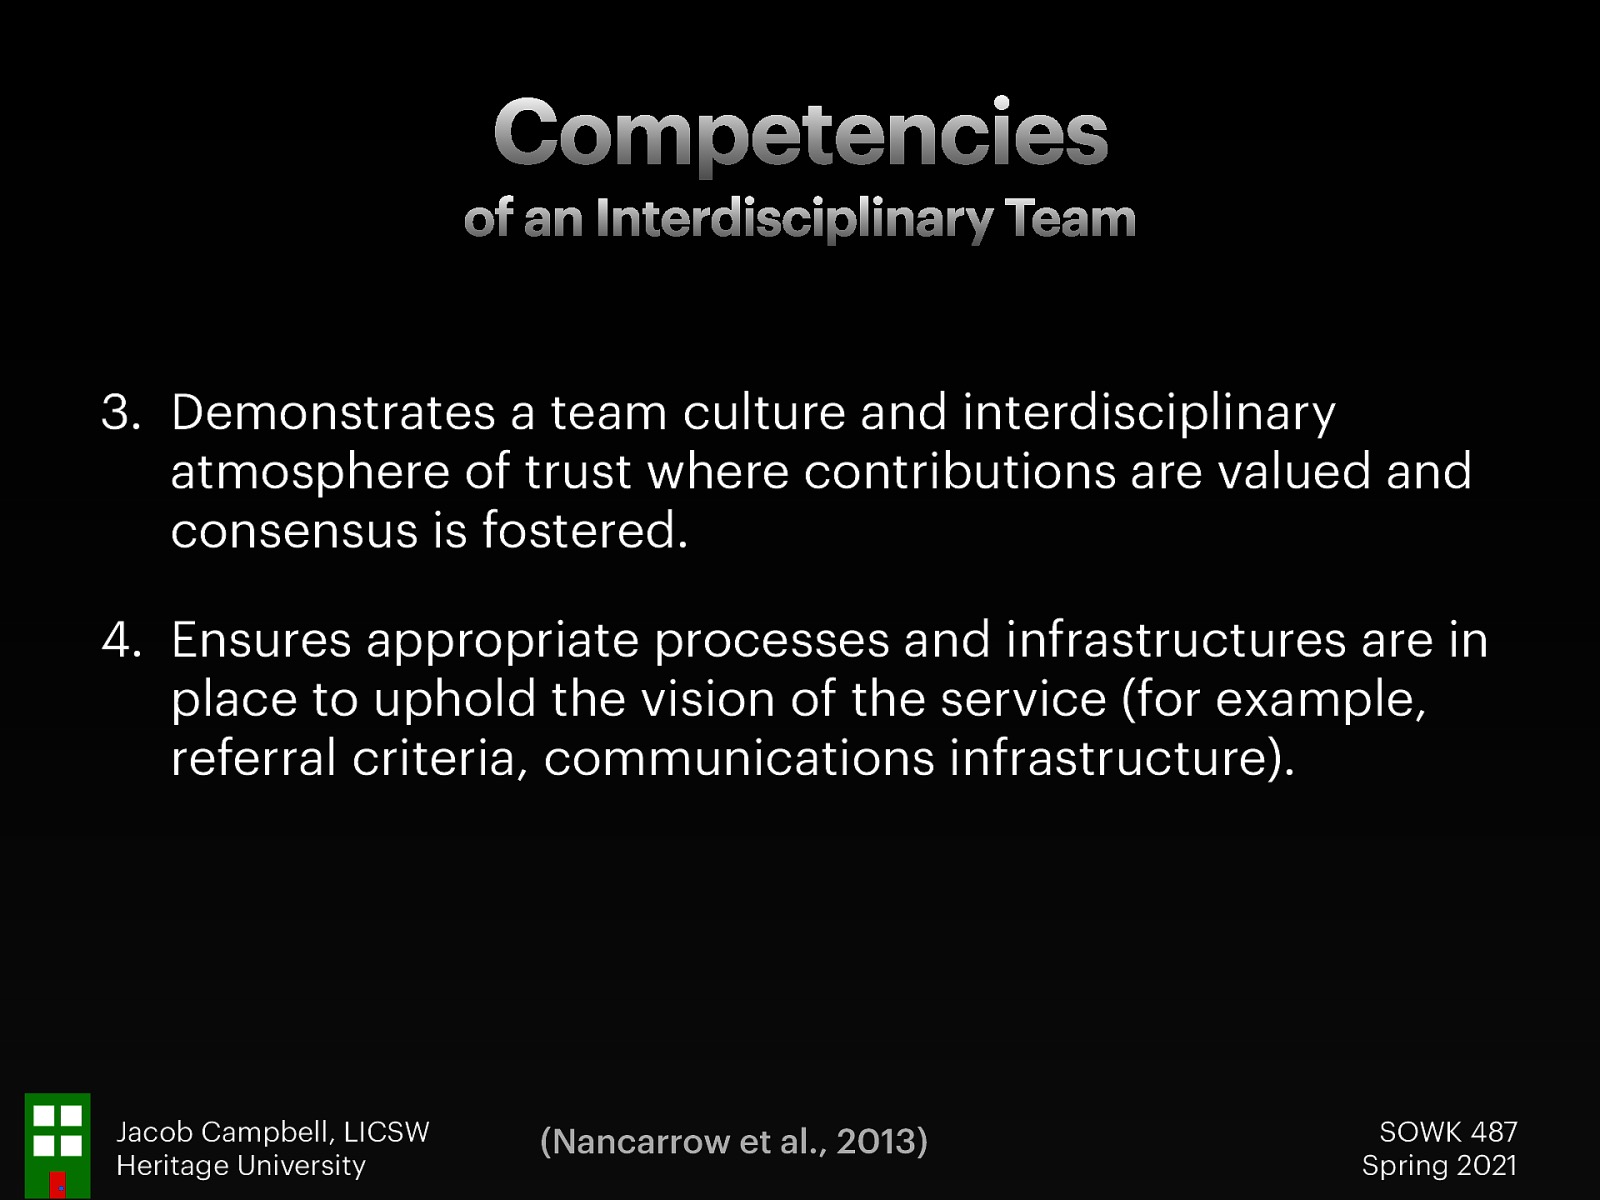 Competencies
of an Interdisciplinary Team
3. Demonstrates a team culture and interdisciplinary
atmosphere of trust where contributions are valued and
consensus is fostered.
4. Ensures appropriate processes and infrastructures are in
place to uphold the vision of the service (for example,
referral criteria, communications infrastructure).
Jacob Campbell, LICSW
Heritage University
(Nancarrow et al., 2013)
SOWK 487
Spring 2021